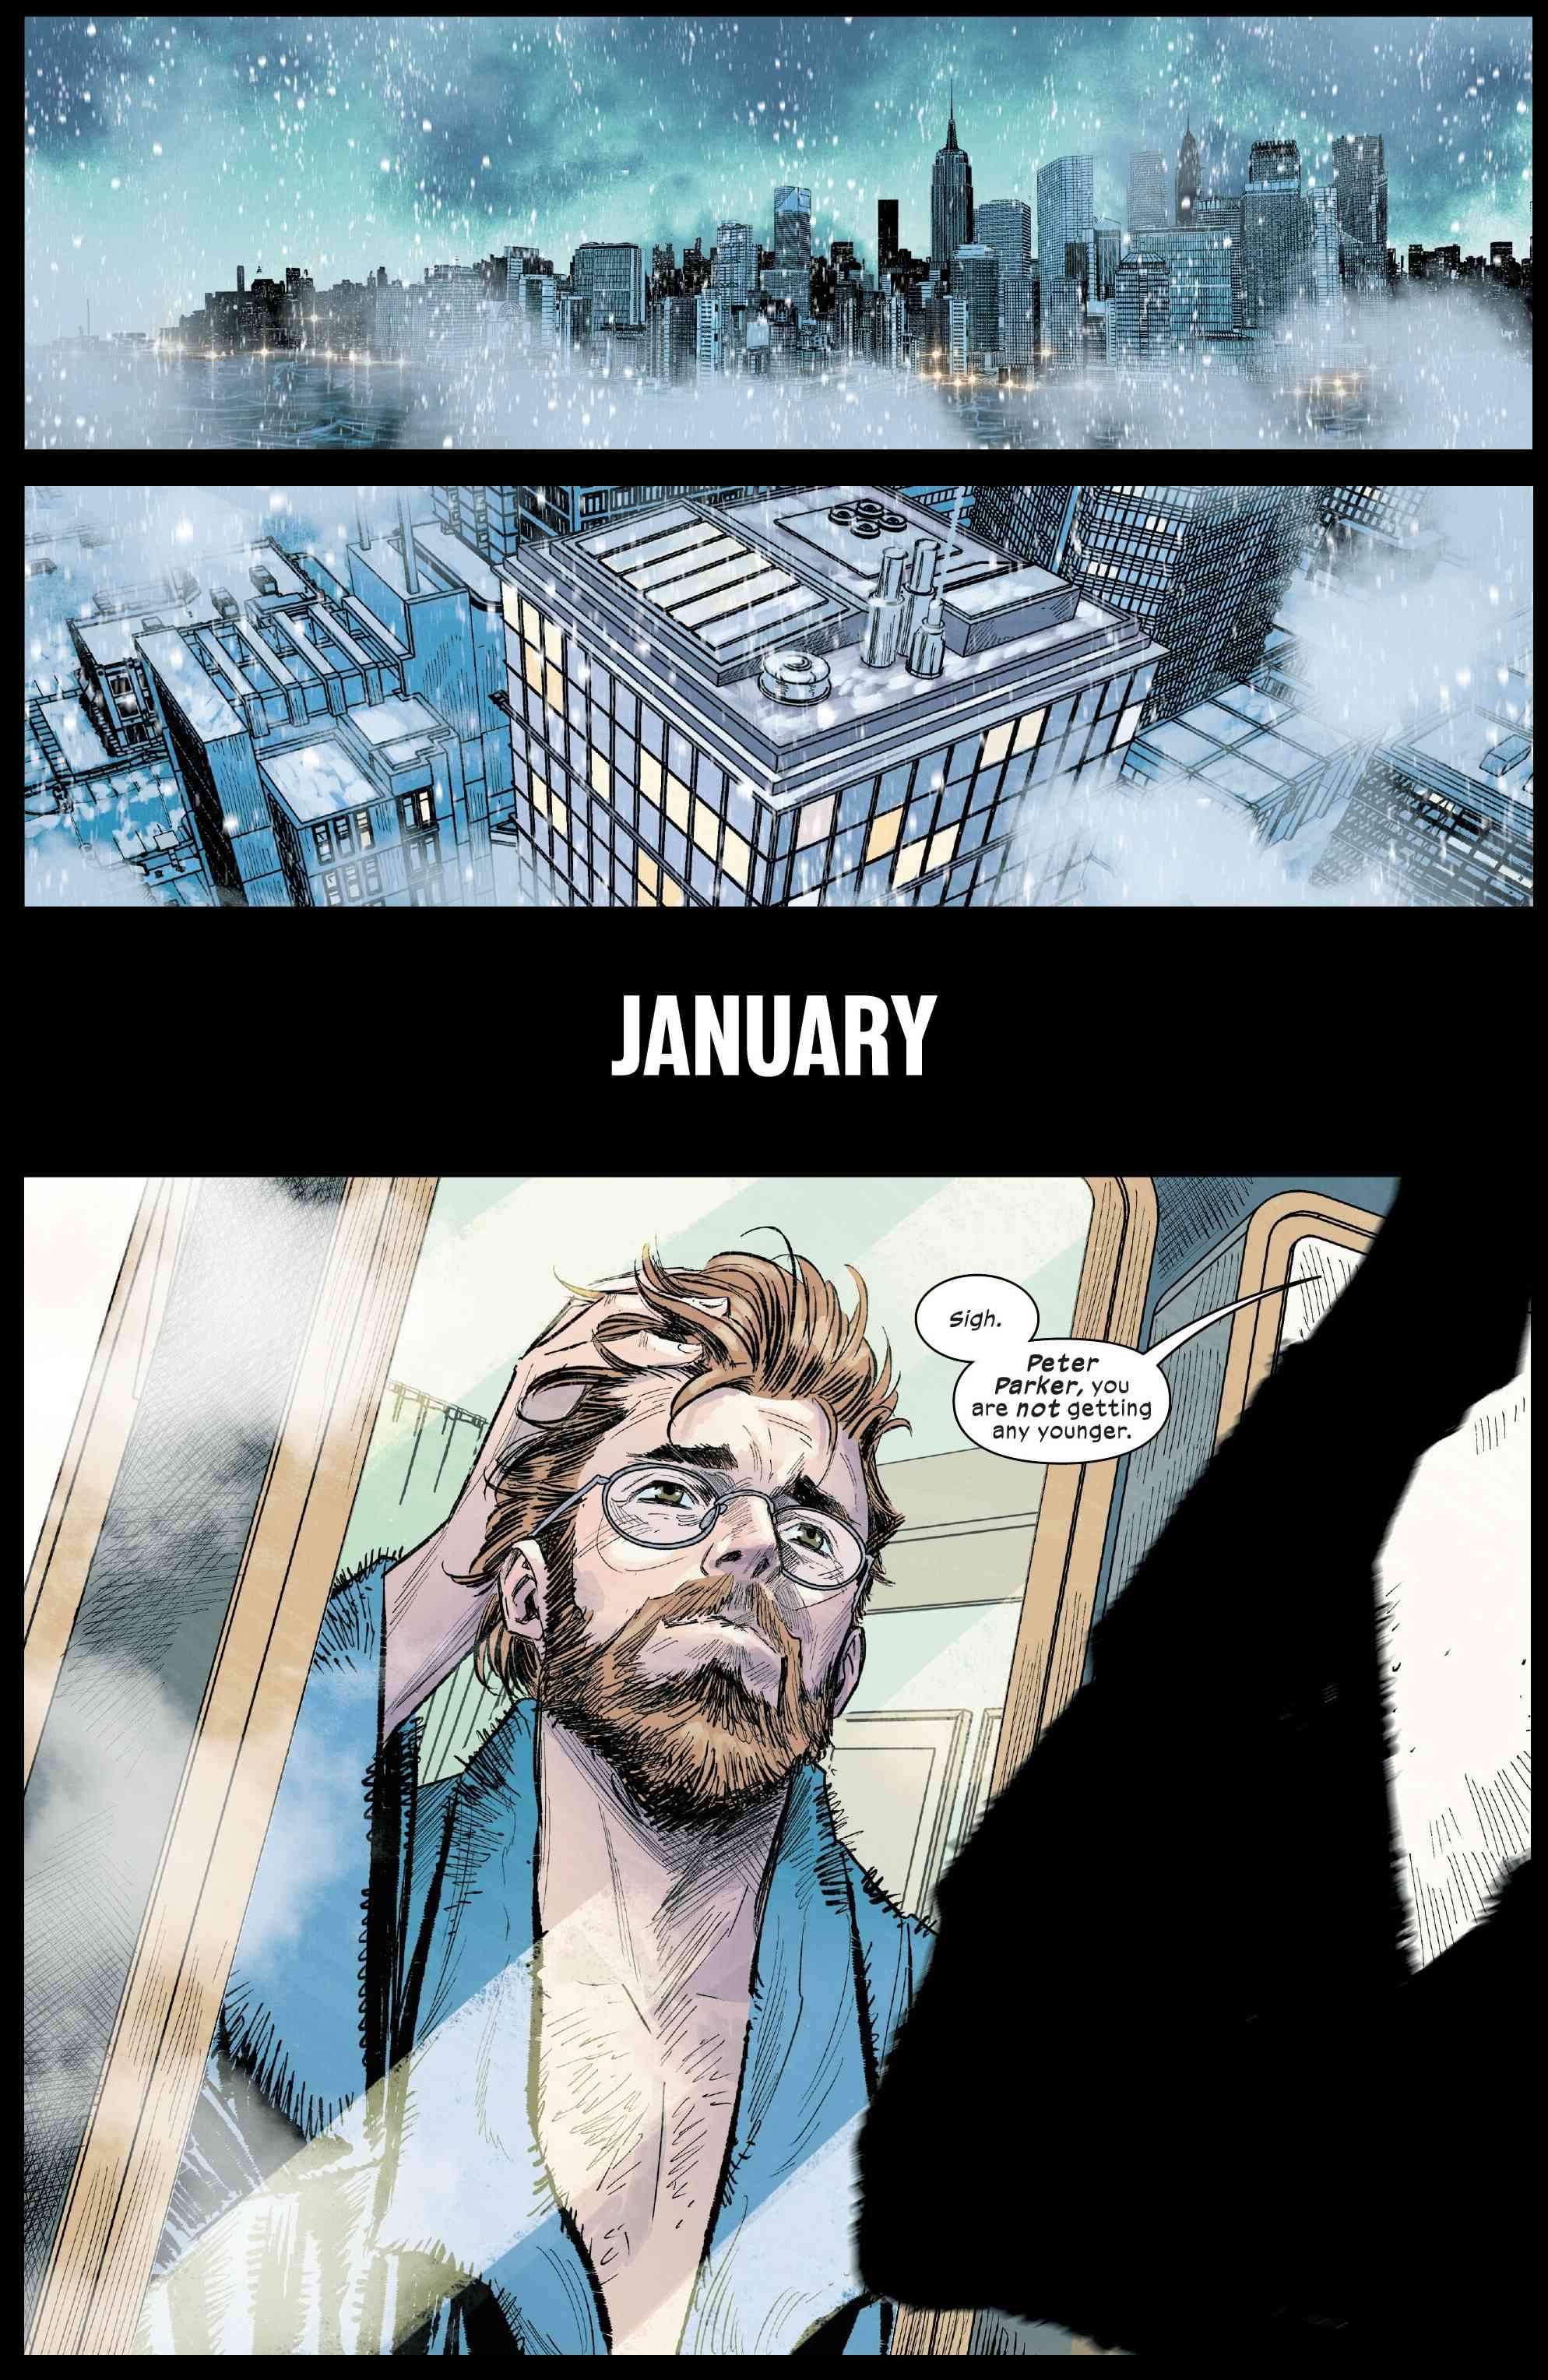 JANUARY
Sigh.
Peter
Parker, you
are not getting
any younger.